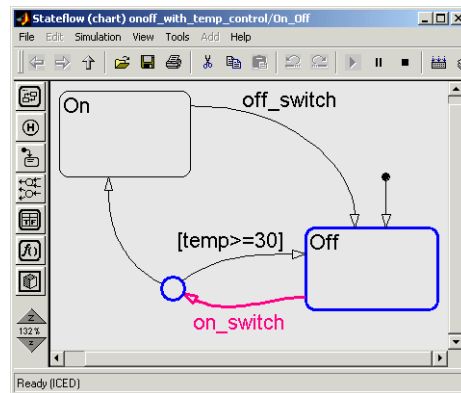 Stateflow (chart) onoff_with_temp_control/On_Off
File Edit Simulation View Tools Add Help
On
off_switch
[temp>=30]
Off
on_switch
H
f()
Z
132 %
z
Ready (ICED)